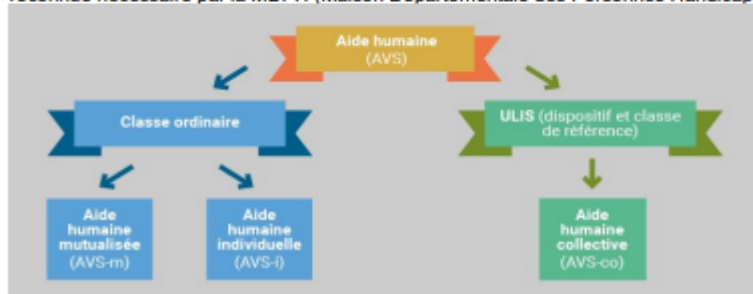 Aide humaine
(AVS)
Classe ordinaire
ULIS (dispositif et classe
de référence)
Aide
humaine
mutualisée
(AVS-m)
Aide
humaine
individuelle
(AVS-i)
Aide
humaine
collective
(AVS-co)